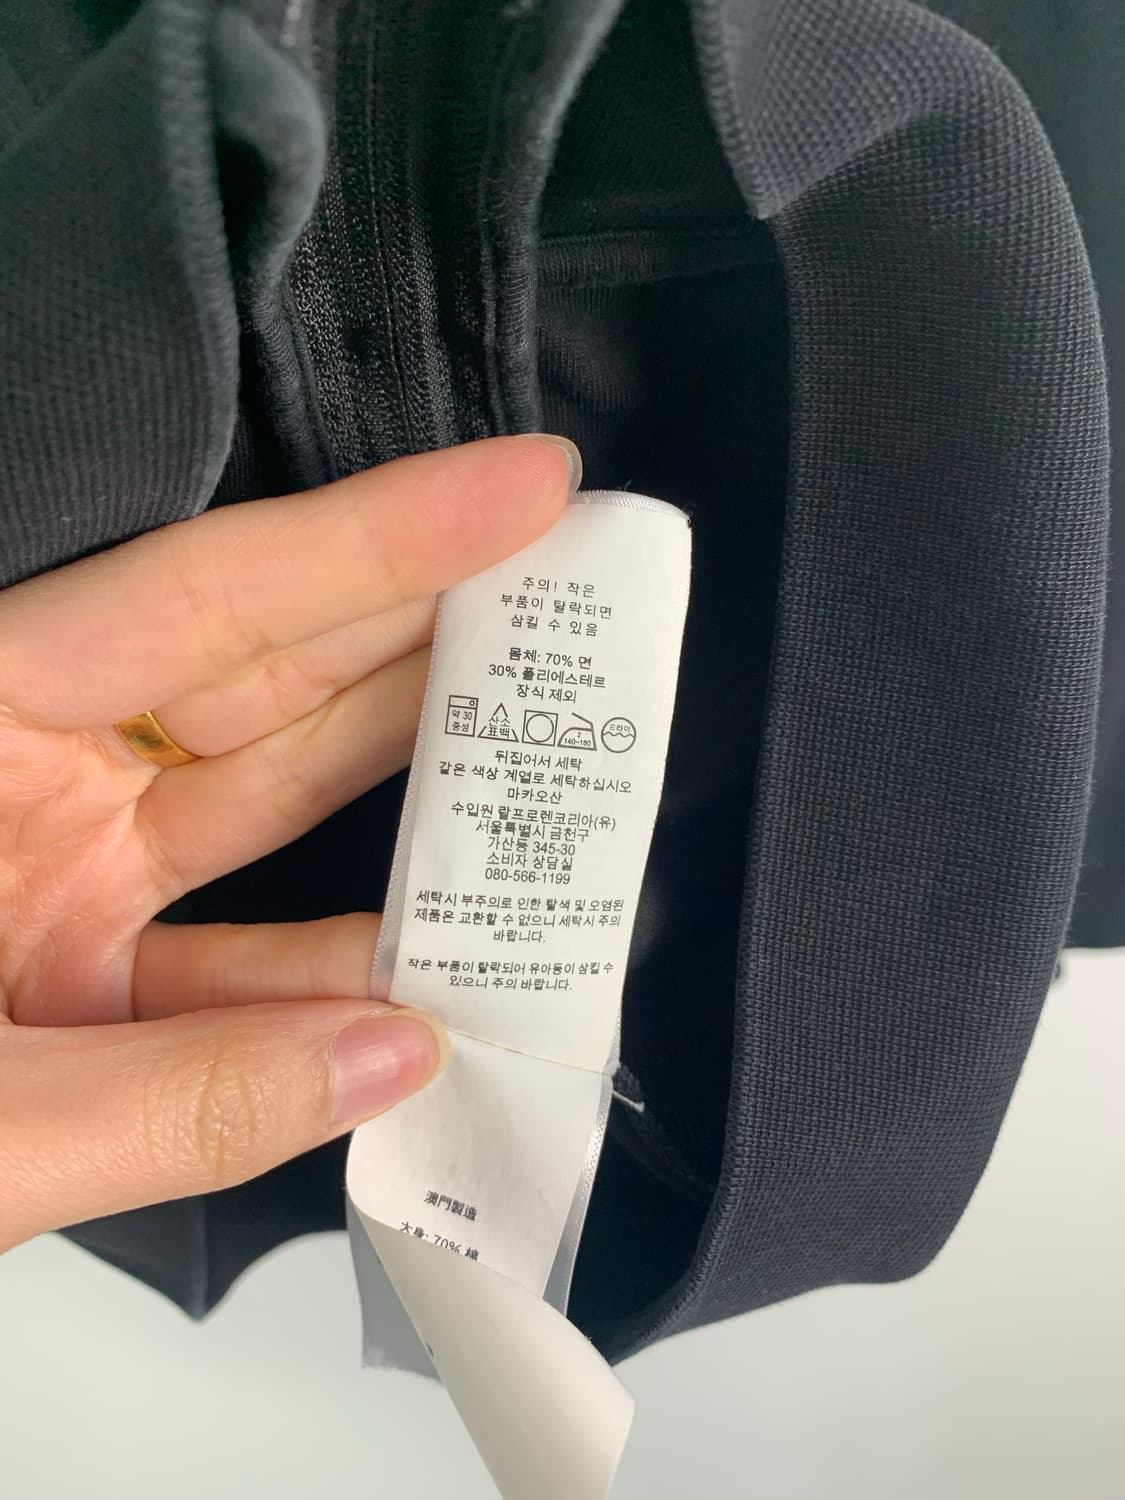 주의! 작은
부품이 탈락되면
삼킬 수 있음
몸체: 70% 면
30% 폴리에스테르
장식 제외
약 30
중성
산소
표백
2
140~160
드라이
뒤집어서 세탁
같은 색상 계열로 세탁하십시오
마카오산
수입원 랄프로렌코리아(유)
서울특별시 금천구
가산동 345-30
소비자 상담실
080-566-1199
세탁시 부주의로 인한 탈색 및 오염된
제품은 교환할 수 없으니 세탁시 주의
바랍니다.
작은 부품이 탈락되어 유아동이 삼킬 수
있으니 주의 바랍니다.
澳門製造
大身: 70% 棉